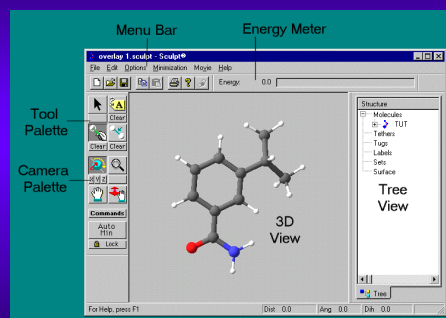 Menu Bar
Energy Meter
overlay 1.sculpt - Sculpt®
File Edit Options Minimization Movie Help
Energy: 0.0
Tool
Palette
Clear
Clear Clear
Camera
Palette
X Y Z
Commands
Auto
Min
Lock
3D
View
Structure
Molecules
TUT
Tethers
Tugs
Labels
Sets
Surface
Tree
View
Tree
For Help, press F1
Dist 0.0
Ang 0.0
Dih 0.0